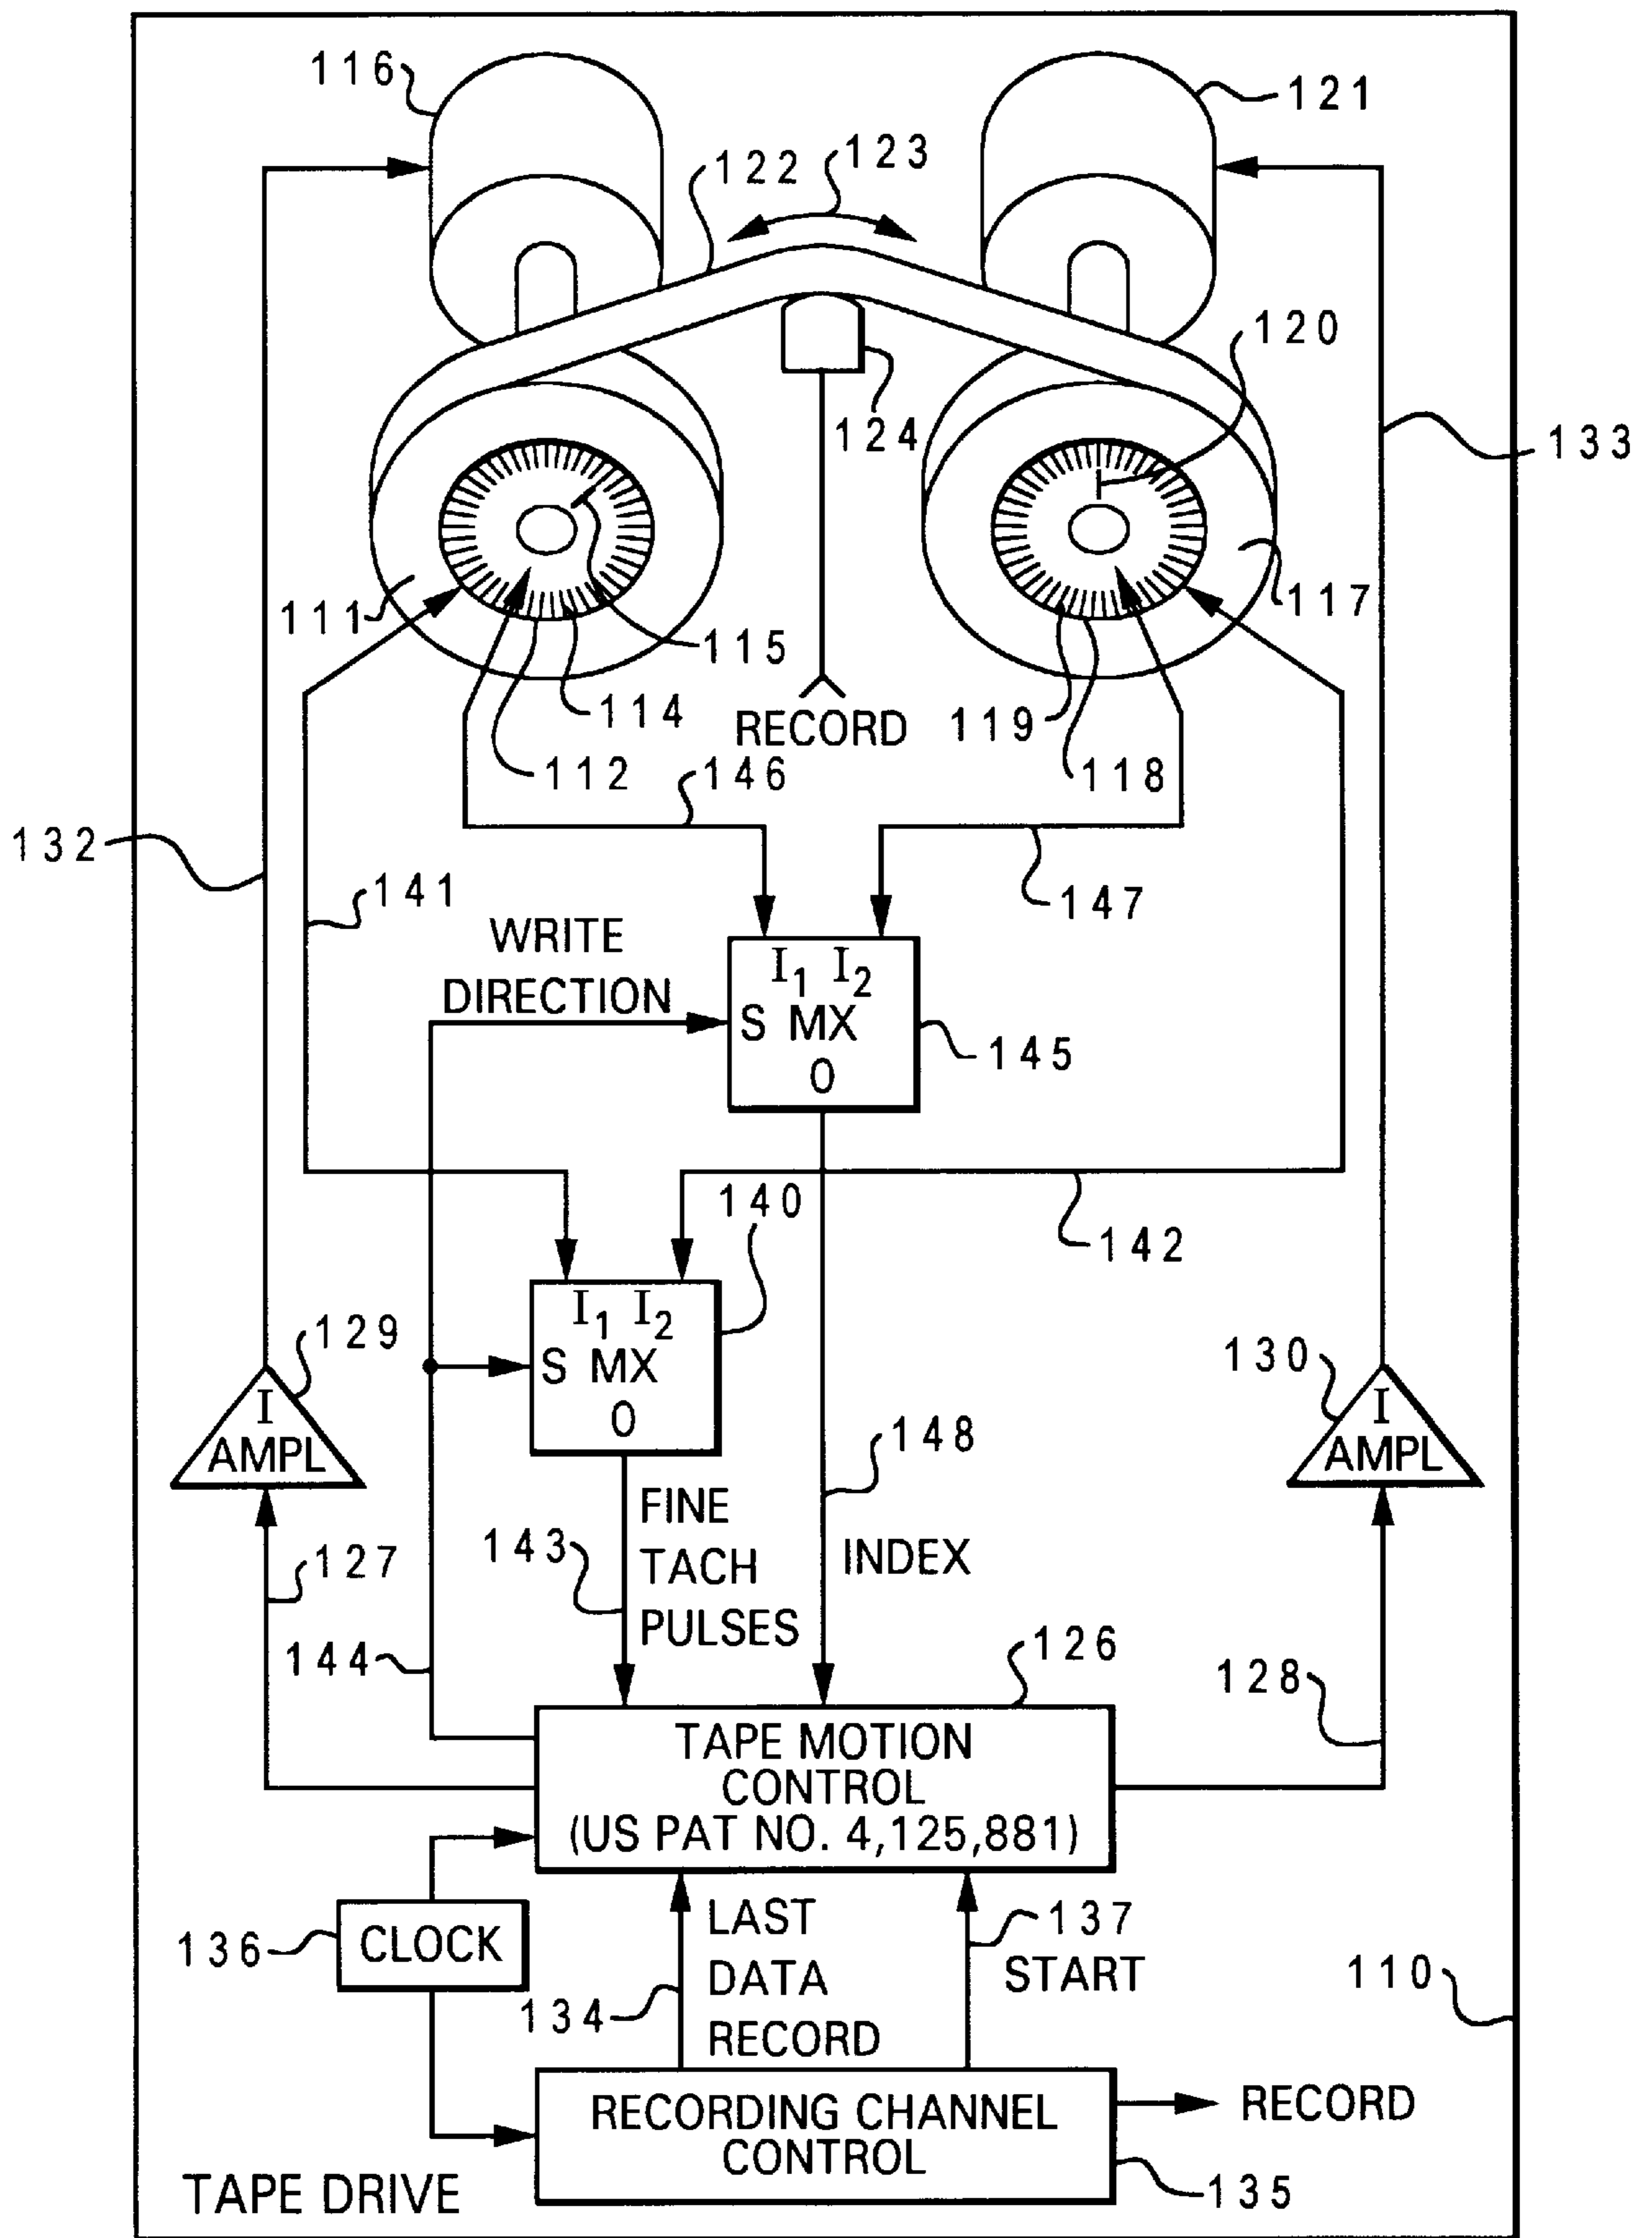 116
121
122
123
120
124
133
111
115
117
114
RECORD
119
112
146
118
132
141
147
WRITE
DIRECTION
I1 I2
S MX
0
145
140
142
I1 I2
S MX
0
129
I
AMPL
130
I
AMPL
148
FINE
TACH
PULSES
143
INDEX
127
144
126
128
TAPE MOTION
CONTROL
(US PAT NO. 4,125,881)
136
CLOCK
LAST
DATA
RECORD
134
137
START
110
RECORDING CHANNEL
CONTROL
RECORD
135
TAPE DRIVE